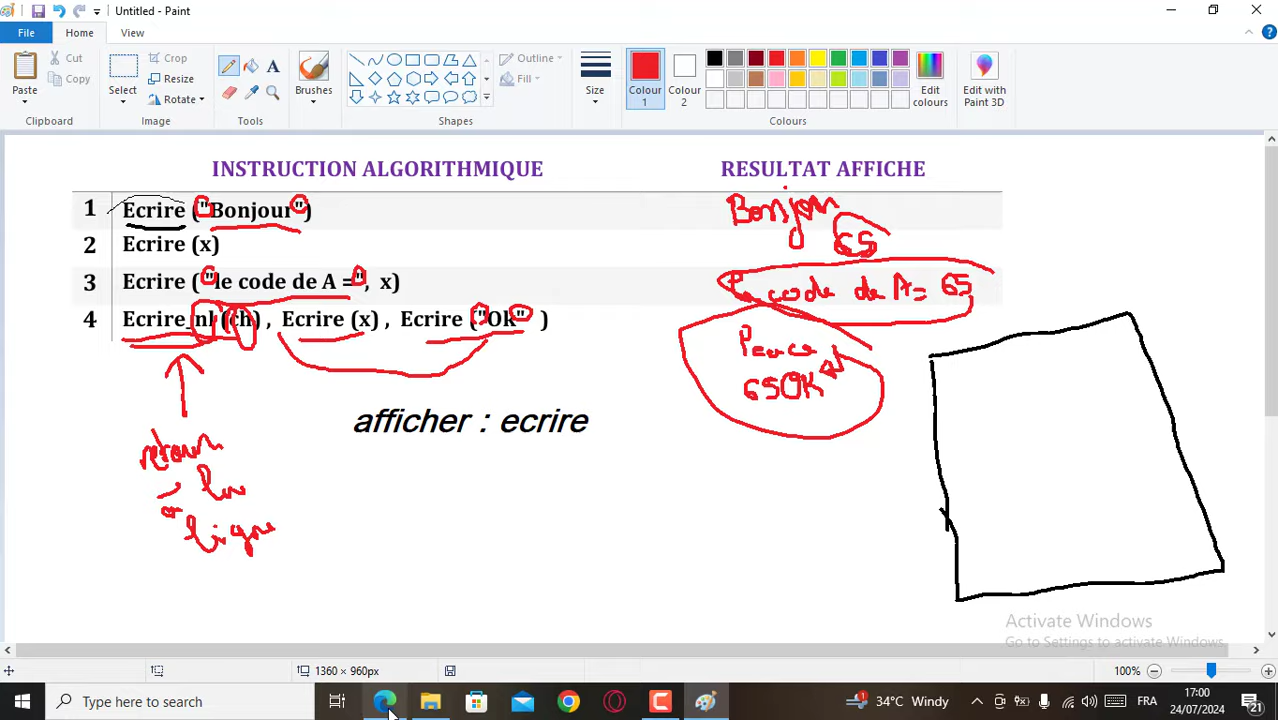 Untitled - Paint
File Home View
Paste
Cut
Copy
Clipboard
Select
Crop
Resize
Rotate
Image
Tools
Brushes
Shapes
Outline
Fill
Size
Colour 1
Colour 2
Colours
Edit colours
Edit with Paint 3D
INSTRUCTION ALGORITHMIQUE RESULTAT AFFICHE
1 Ecrire ("Bonjour") Bonjour
2 Ecrire (x) 65
3 Ecrire ("le code de A =", x) le code de A= 65
4 Ecrire_nl (ch) , Ecrire (x) , Ecrire ("Ok" )
65OK
afficher : ecrire
retour
à la
ligne
Activate Windows
Go to Settings to activate Windows.
1360 × 960px
100%
Type here to search
34°C Windy
FRA
17:00
24/07/2024
21